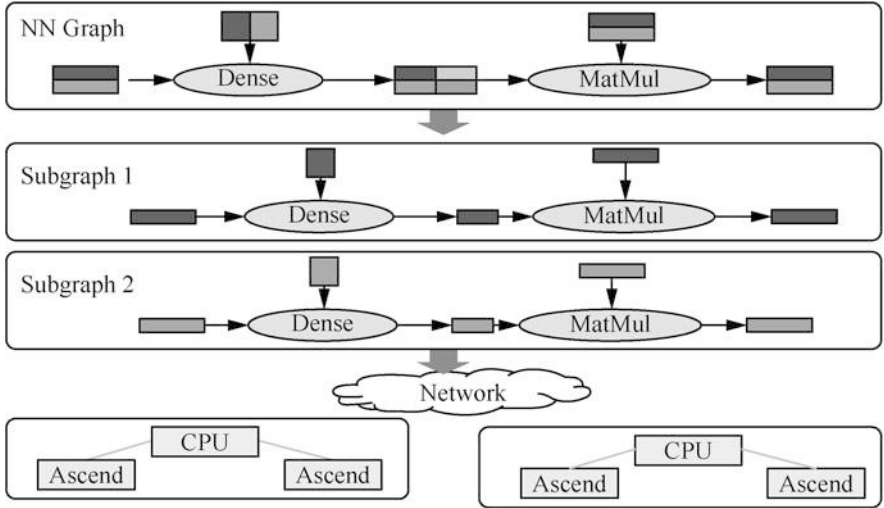 NN Graph
Dense
MatMul
Subgraph 1
Dense
MatMul
Subgraph 2
Dense
MatMul
Network
CPU
Ascend
Ascend
CPU
Ascend
Ascend